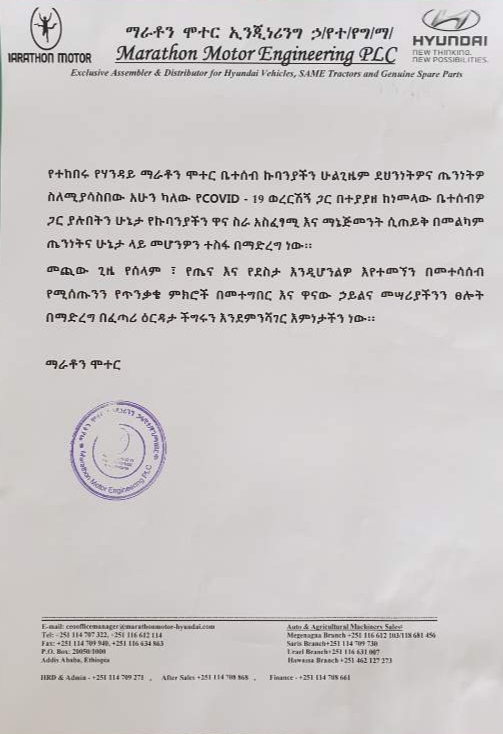 ማራቶን ሞተር ኢንጂነሪንግ ኃ/የተ/የግ/ማ/
Marathon Motor Engineering PLC
MARATHON MOTOR
HYUNDAI
NEW THINKING.
NEW POSSIBILITIES.
Exclusive Assembler & Distributor for Hyundai Vehicles, SAME Tractors and Genuine Spare Parts
የተከበሩ የሃንዳይ ማራቶን ሞተር ቤተሰብ ኩባንያችን ሁልጊዜም ደህንነትዎና ጤንነትዎ
ስለሚያሳስበው አሁን ካለው የCOVID - 19 ወረርሽኝ ጋር በተያያዘ ከነመላው ቤተሰብዎ
ጋር ያሉበትን ሁኔታ የኩባንያችን ዋና ስራ አስፈፃሚ እና ማኔጅመንት ሲጠይቅ በመልካም
ጤንነትና ሁኔታ ላይ መሆንዎን ተስፋ በማድረግ ነው።
መጪው ጊዜ የሰላም ፣ የጤና እና የደስታ እንዲሆንልዎ እየተመኘን በመተሳሰብ
የሚሰጡንን የጥንቃቄ ምክሮች በመተግበር እና ዋናው ኃይልና መሣሪያችንን ፀሎት
በማድረግ በፈጣሪ ዕርዳታ ችግሩን እንደምንሻገር እምነታችን ነው።
ማራቶን ሞተር
Marathon Motor Engineering PLC
E-mail: ceoofficemanager@marathonmotor-hyundai.com
Tel: +251 114 707 322, +251 116 612 114
Fax: +251 114 709 940, +251 116 634 863
P.O. Box: 20050/1000
Addis Ababa, Ethiopia
Auto & Agricultural Machinery Sales/
Megenagna Branch +251 116 612 103/118 681 456
Saris Branch+251 114 709 730
Urael Branch+251 116 631 007
Hawassa Branch +251 462 127 273
HRD & Admin - +251 114 709 271 , After Sales +251 114 708 868 , Finance - +251 114 708 661